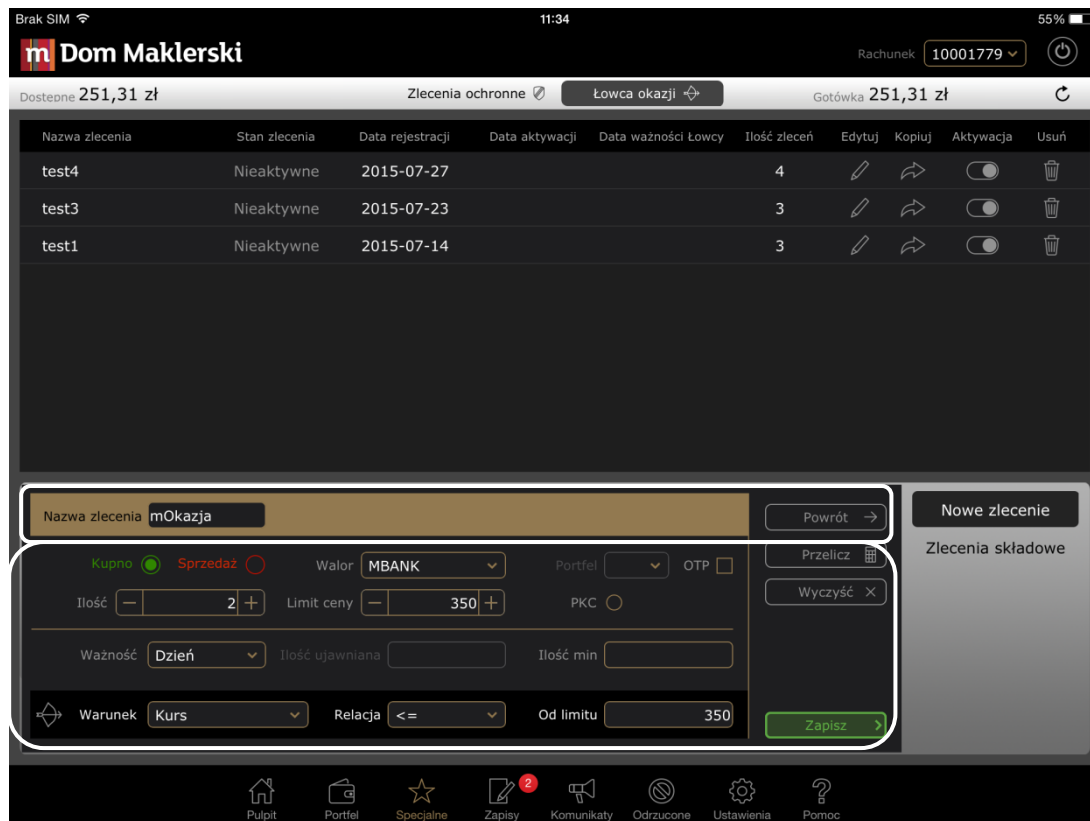 Brak SIM 11:34 55%
m Dom Maklerski Rachunek 10001779
Dostępne 251,31 zł Zlecenia ochronne Łowca okazji Gotówka 251,31 zł
Nazwa zlecenia Stan zlecenia Data rejestracji Data aktywacji Data ważności Łowcy Ilość zleceń Edytuj Kopiuj Aktywacja Usuń
test4 Nieaktywne 2015-07-27 4
test3 Nieaktywne 2015-07-23 3
test1 Nieaktywne 2015-07-14 3
Nazwa zlecenia mOkazja Powrót Nowe zlecenie
Kupno Sprzedaż Walor MBANK Portfel OTP Przelicz Zlecenia składowe
Ilość − 2 + Limit ceny − 350 + PKC Wyczyść ×
Ważność Dzień Ilość ujawniana Ilość min
Warunek Kurs Relacja <= Od limitu 350 Zapisz
2
Pulpit Portfel Specjalne Zapisy Komunikaty Odrzucone Ustawienia Pomoc